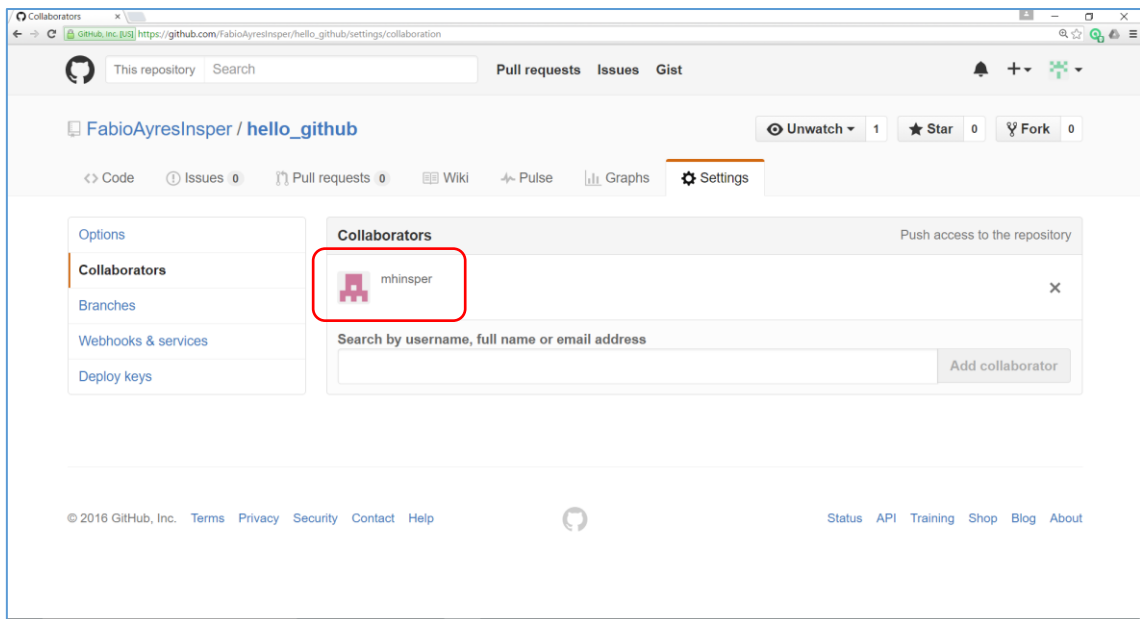 Collaborators
GitHub, Inc. [US] https://github.com/FabioAyresInsper/hello_github/settings/collaboration
This repository Search Pull requests Issues Gist
FabioAyresInsper / hello_github Unwatch 1 Star 0 Fork 0
Code Issues 0 Pull requests 0 Wiki Pulse Graphs Settings
Options
Collaborators
Branches
Webhooks & services
Deploy keys
Collaborators Push access to the repository
mhinsper
Search by username, full name or email address
Add collaborator
© 2016 GitHub, Inc. Terms Privacy Security Contact Help Status API Training Shop Blog About